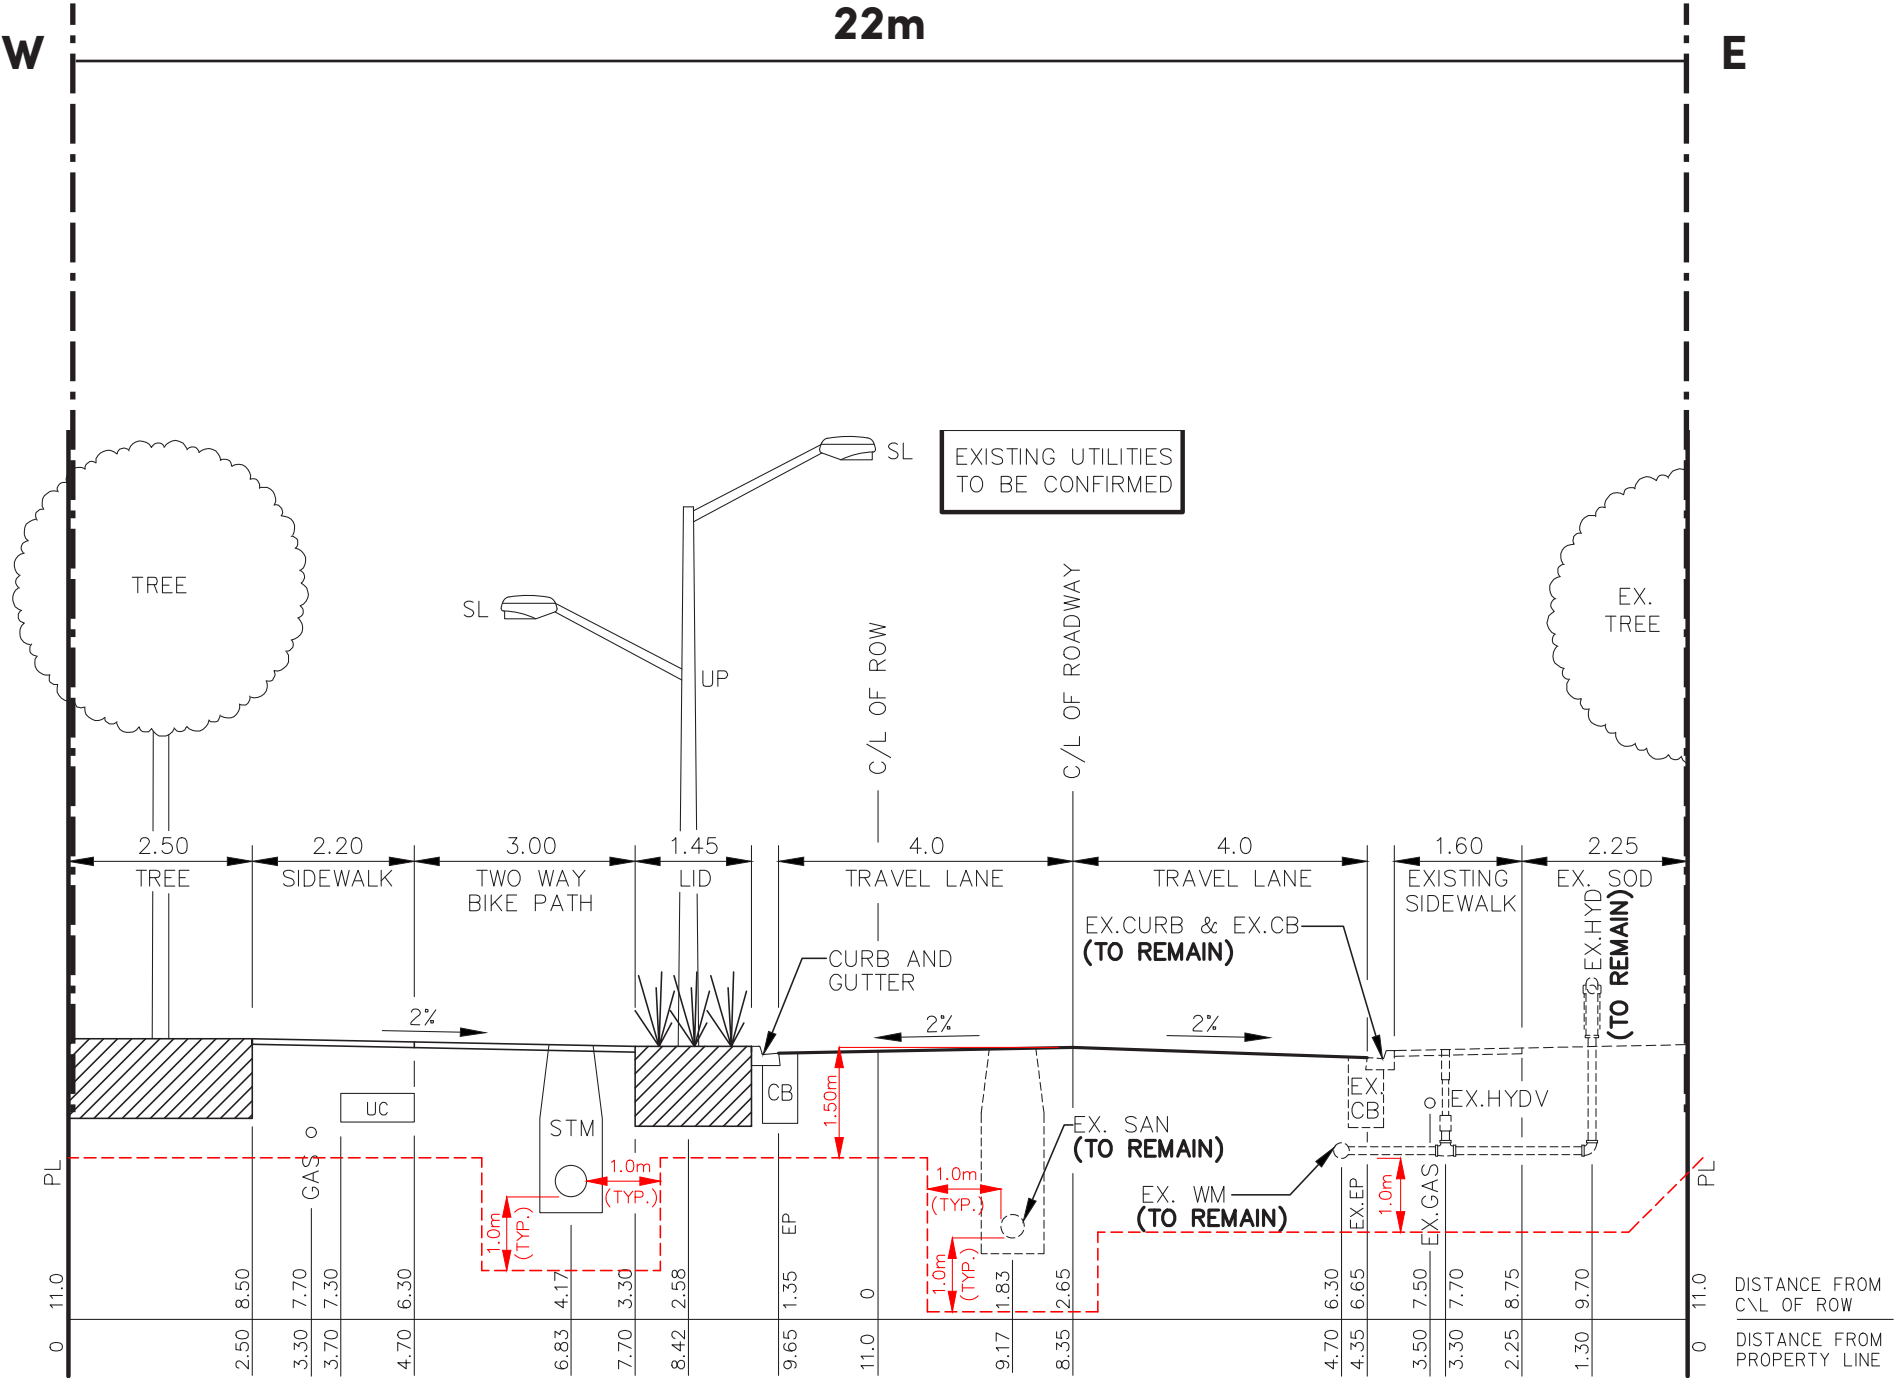 22m
W
E
SL
EXISTING UTILITIES
TO BE CONFIRMED
TREE
SL
EX.
TREE
UP
C/L OF ROW
C/L OF ROADWAY
2.50
2.20
3.00
1.45
4.0
4.0
1.60
2.25
TREE
SIDEWALK
TWO WAY
BIKE PATH
LID
TRAVEL LANE
TRAVEL LANE
EXISTING
SIDEWALK
EX. SOD
EX.HYD
(TO REMAIN)
EX.CURB & EX.CB
(TO REMAIN)
CURB AND
GUTTER
2%
2%
2%
UC
STM
CB
1.50m
EX. SAN
(TO REMAIN)
EX.
CB
EX.HYDV
PL
GAS
1.0m
(TYP.)
1.0m
(TYP.)
1.0m
(TYP.)
1.0m
(TYP.)
EX. WM
(TO REMAIN)
EP
EX.EP
1.0m
EX.GAS
PL
11.0
8.50
7.70
7.30
6.30
4.17
3.30
2.58
1.35
0
1.83
2.65
6.30
6.65
7.50
7.70
8.75
9.70
11.0
DISTANCE FROM
C\L OF ROW
0
2.50
3.30
3.70
4.70
6.83
7.70
8.42
9.65
11.0
9.17
8.35
4.70
4.35
3.50
3.30
2.25
1.30
0
DISTANCE FROM
PROPERTY LINE